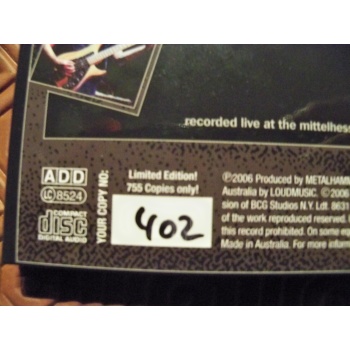 ...recorded live at the mittelhess
ADD
LC 8524
COMPACT
disc
DIGITAL AUDIO
YOUR COPY NO:
Limited Edition!
755 Copies only!
402
℗2006 Produced by METALHAM
Australia by LOUDMUSIC. ©2006
sion of BCG Studios N.Y. Ldt. 8631
of the work reproduced reserved.
this record prohibited. On some eq
Made in Australia. For more inform